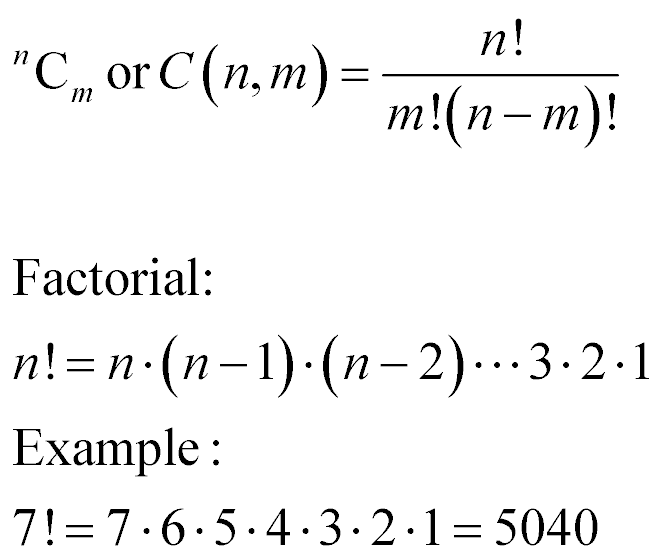 ⁿCₘ or C(n,m) = n! / m!(n−m)!
Factorial:
n! = n·(n−1)·(n−2)⋯3·2·1
Example:
7! = 7·6·5·4·3·2·1 = 5040